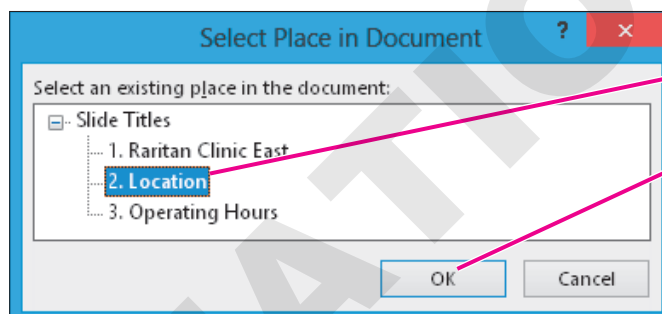 Select Place in Document
? ×
Select an existing place in the document:
Slide Titles
1. Raritan Clinic East
2. Location
3. Operating Hours
OK
Cancel